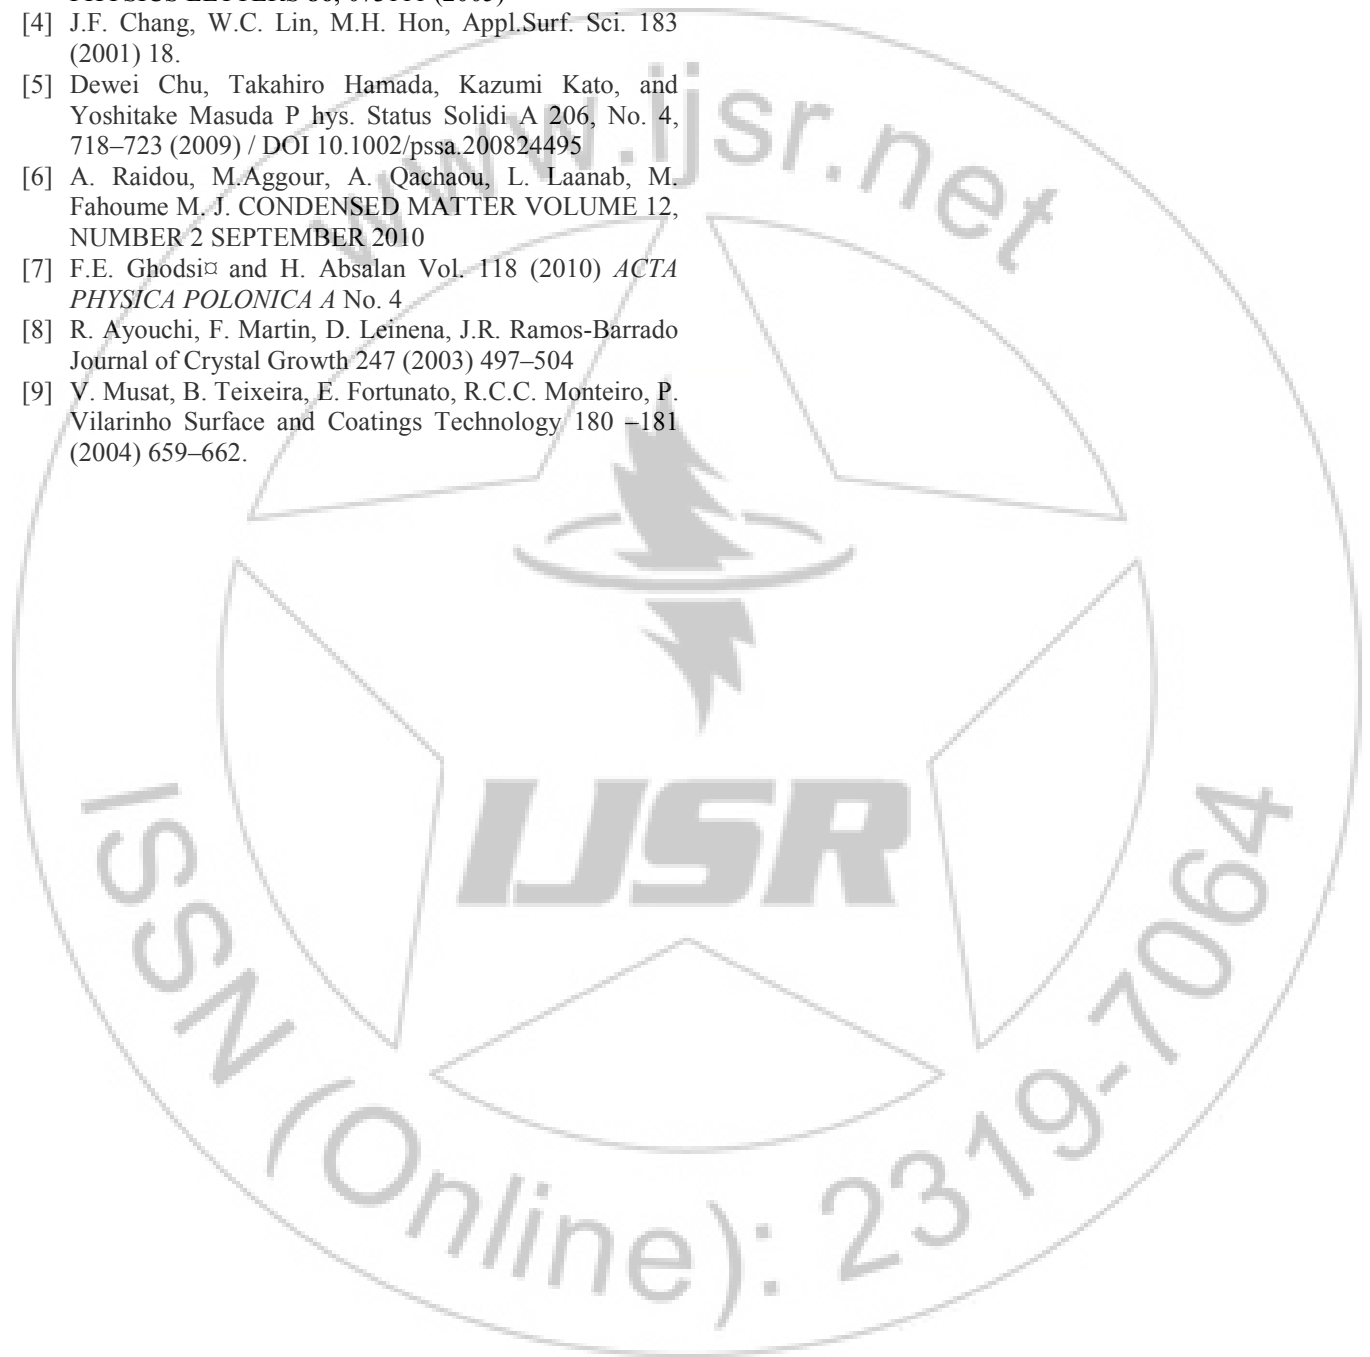 [4] J.F. Chang, W.C. Lin, M.H. Hon, Appl.Surf. Sci. 183
(2001) 18.
[5] Dewei Chu, Takahiro Hamada, Kazumi Kato, and
Yoshitake Masuda P hys. Status Solidi A 206, No. 4,
718–723 (2009) / DOI 10.1002/pssa.200824495
[6] A. Raidou, M.Aggour, A. Qachaou, L. Laanab, M.
Fahoume M. J. CONDENSED MATTER VOLUME 12,
NUMBER 2 SEPTEMBER 2010
[7] F.E. Ghodsi¤ and H. Absalan Vol. 118 (2010) ACTA
PHYSICA POLONICA A No. 4
[8] R. Ayouchi, F. Martin, D. Leinena, J.R. Ramos-Barrado
Journal of Crystal Growth 247 (2003) 497–504
[9] V. Musat, B. Teixeira, E. Fortunato, R.C.C. Monteiro, P.
Vilarinho Surface and Coatings Technology 180 –181
(2004) 659–662.
www.ijsr.net
IJSR
ISSN (Online): 2319-7064